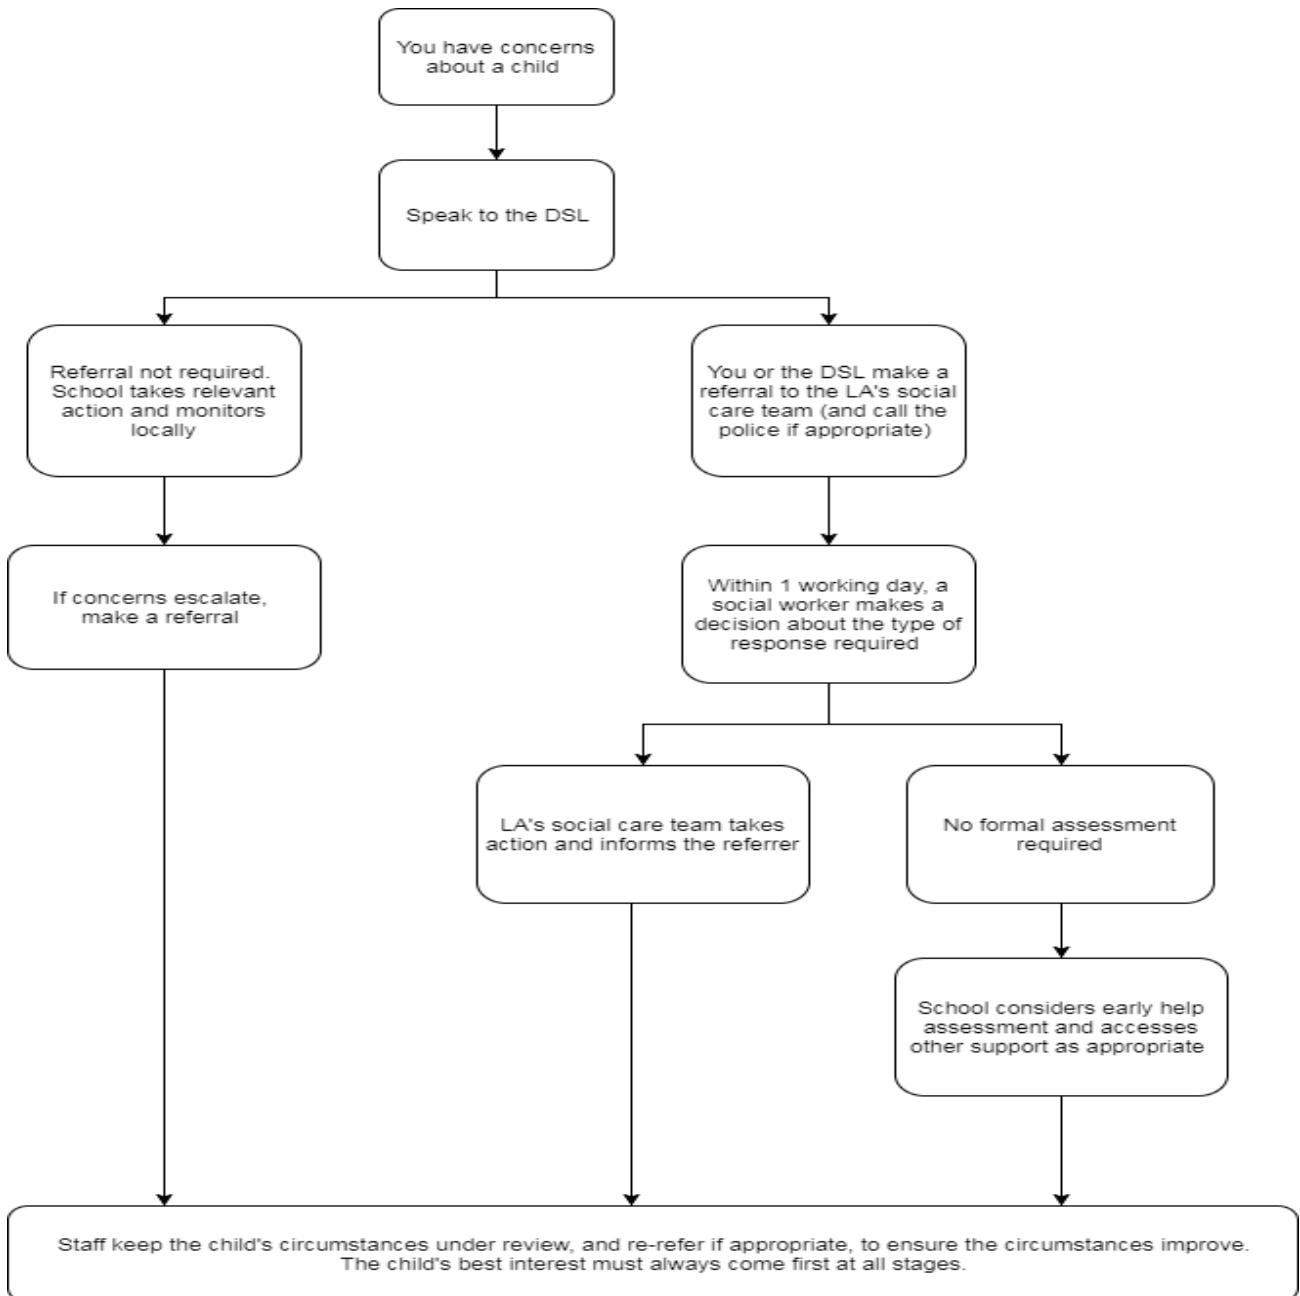 You have concerns
about a child
Speak to the DSL
Referral not required.
School takes relevant
action and monitors
locally
You or the DSL make a
referral to the LA's social
care team (and call the
police if appropriate)
If concerns escalate,
make a referral
Within 1 working day, a
social worker makes a
decision about the type of
response required
LA's social care team takes
action and informs the referrer
No formal assessment
required
School considers early help
assessment and accesses
other support as appropriate
Staff keep the child's circumstances under review, and re-refer if appropriate, to ensure the circumstances improve.
The child's best interest must always come first at all stages.